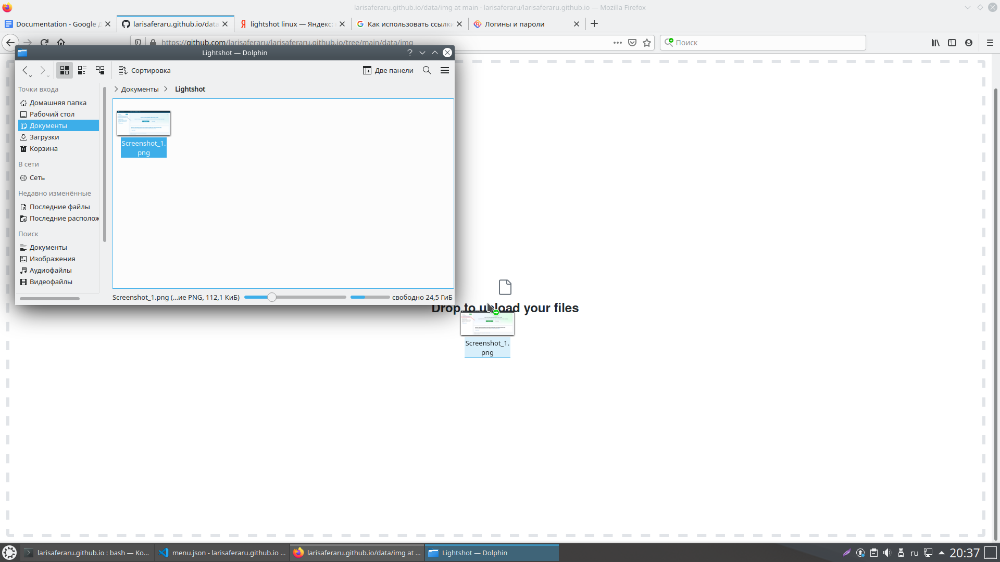 larisaferaru.github.io/data/img at main · larisaferaru/larisaferaru.github.io — Mozilla Firefox
Documentation - Google Д
larisaferaru.github.io/data
lightshot linux — Яндекс:
Как использовать ссылки
Логины и пароли
https://github.com/larisaferaru/larisaferaru.github.io/tree/main/data/img
Поиск
Lightshot — Dolphin
Сортировка
Две панели
Точки входа
Документы
Lightshot
Домашняя папка
Рабочий стол
Документы
Загрузки
Корзина
В сети
Сеть
Недавно изменённые
Последние файлы
Последние располож
Поиск
Документы
Изображения
Аудиофайлы
Видеофайлы
Screenshot_1.
png
Screenshot_1.png (...ие PNG, 112,1 КиБ)
свободно 24,5 ГиБ
Drop to upload your files
Screenshot_1.
png
larisaferaru.github.io : bash — Ко...
menu.json - larisaferaru.github.io ...
larisaferaru.github.io/data/img at ...
Lightshot — Dolphin
ru
20:37